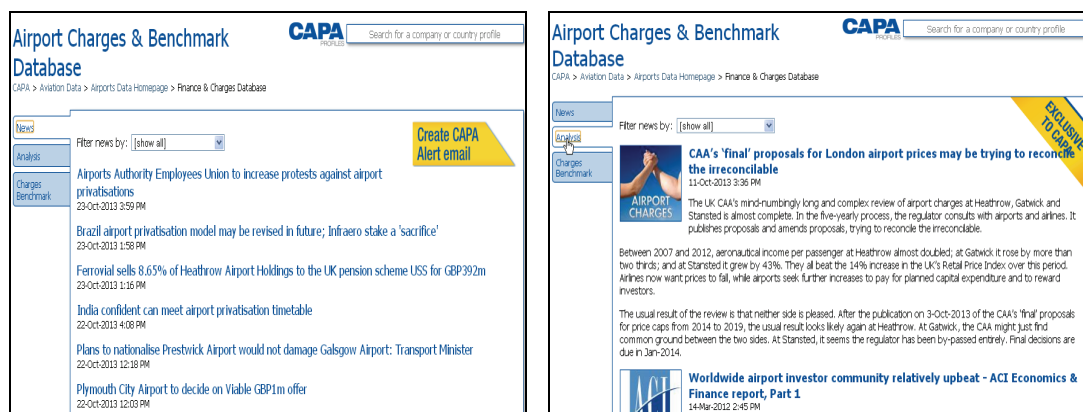 Airport Charges & Benchmark
Database
CAPA
PROFILES
Search for a company or country profile
CAPA > Aviation Data > Airports Data Homepage > Finance & Charges Database
News
Analysis
Charges
Benchmark
Filter news by: [show all]
Create CAPA
Alert email
Airports Authority Employees Union to increase protests against airport
privatisations
23-Oct-2013 3:59 PM
Brazil airport privatisation model may be revised in future; Infraero stake a 'sacrifice'
23-Oct-2013 1:58 PM
Ferrovial sells 8.65% of Heathrow Airport Holdings to the UK pension scheme USS for GBP392m
23-Oct-2013 1:16 PM
India confident can meet airport privatisation timetable
22-Oct-2013 4:08 PM
Plans to nationalise Prestwick Airport would not damage Galsgow Airport: Transport Minister
22-Oct-2013 12:18 PM
Plymouth City Airport to decide on Viable GBP1m offer
22-Oct-2013 12:03 PM
Airport Charges & Benchmark
Database
CAPA
PROFILES
Search for a company or country profile
CAPA > Aviation Data > Airports Data Homepage > Finance & Charges Database
News
Analysis
Charges
Benchmark
Filter news by: [show all]
EXCLUSIVE
TO CAPA
AIRPORT
CHARGES
CAA's 'final' proposals for London airport prices may be trying to reconcile
the irreconcilable
11-Oct-2013 3:36 PM
The UK CAA's mind-numbingly long and complex review of airport charges at Heathrow, Gatwick and
Stansted is almost complete. In the five-yearly process, the regulator consults with airports and airlines. It
publishes proposals and amends proposals, trying to reconcile the irreconcilable.
Between 2007 and 2012, aeronautical income per passenger at Heathrow almost doubled; at Gatwick it rose by more than
two thirds; and at Stansted it grew by 43%. They all beat the 14% increase in the UK's Retail Price Index over this period.
Airlines now want prices to fall, while airports seek further increases to pay for planned capital expenditure and to reward
investors.
The usual result of the review is that neither side is pleased. After the publication on 3-Oct-2013 of the CAA's 'final' proposals
for price caps from 2014 to 2019, the usual result looks likely again at Heathrow. At Gatwick, the CAA might just find
common ground between the two sides. At Stansted, it seems the regulator has been by-passed entirely. Final decisions are
due in Jan-2014.
ACI
Worldwide airport investor community relatively upbeat - ACI Economics &
Finance report, Part 1
14-Mar-2012 2:45 PM